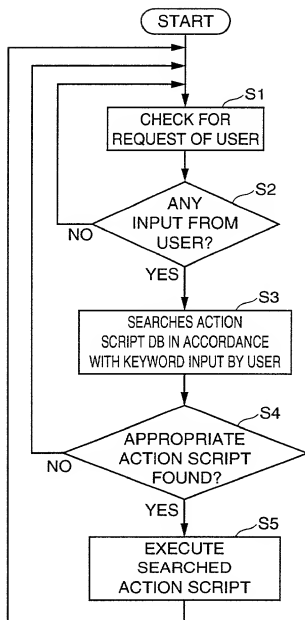 START
S1
CHECK FOR
REQUEST OF USER
S2
ANY
INPUT FROM
USER?
NO
YES
S3
SEARCHES ACTION
SCRIPT DB IN ACCORDANCE
WITH KEYWORD INPUT BY USER
S4
APPROPRIATE
ACTION SCRIPT
FOUND?
NO
YES
S5
EXECUTE
SEARCHED
ACTION SCRIPT